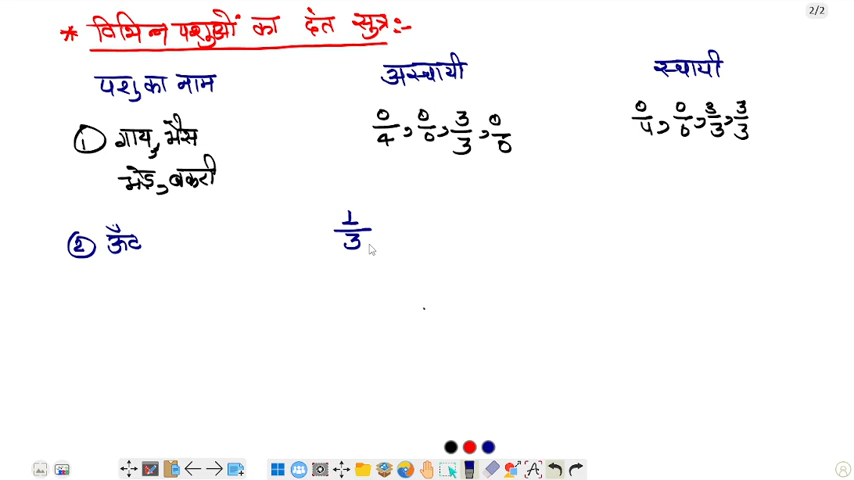 2/2
* विभिन्न पशुओं का दंत सुत्र :-
पशु का नाम अस्थायी स्थायी
① गाय, भैंस 0/4, 0/0, 3/3, 0/0 0/4, 0/0, 3/3, 3/3
भेड़, बकरी
② ऊँट 1/3